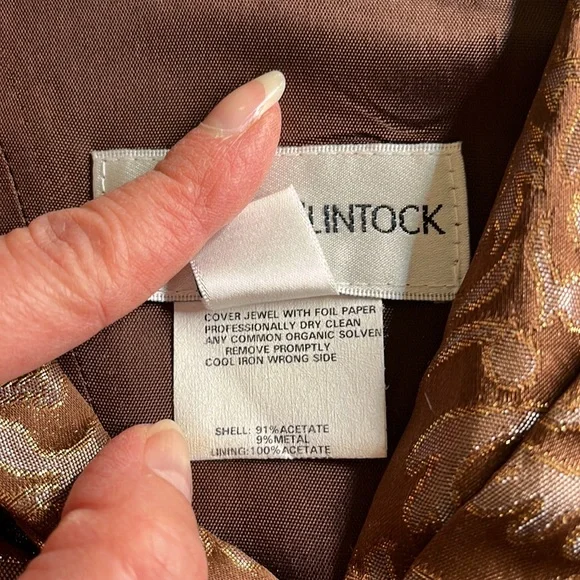 LINTOCK
COVER JEWEL WITH FOIL PAPER
PROFESSIONALLY DRY CLEAN
ANY COMMON ORGANIC SOLVEN
REMOVE PROMPTLY
COOL IRON WRONG SIDE
SHELL: 91% ACETATE
9% METAL
LINING: 100% ACETATE